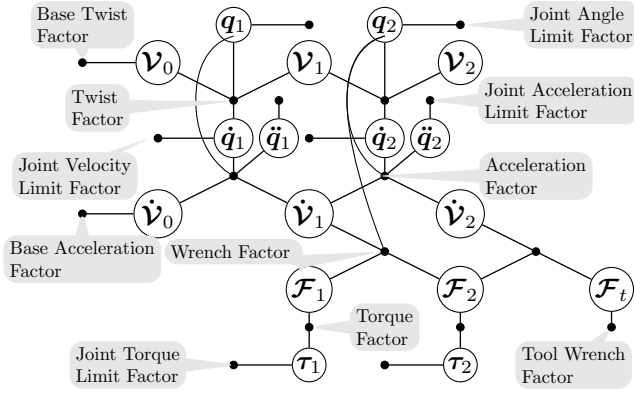 Base Twist
Factor
q₁
q₂
Joint Angle
Limit Factor
𝒱₀
𝒱₁
𝒱₂
Twist
Factor
Joint Acceleration
Limit Factor
q̇₁
q̈₁
q̇₂
q̈₂
Joint Velocity
Limit Factor
Acceleration
Factor
𝒱̇₀
𝒱̇₁
𝒱̇₂
Base Acceleration
Factor
Wrench Factor
ℱ₁
ℱ₂
ℱₜ
Torque
Factor
Joint Torque
Limit Factor
τ₁
τ₂
Tool Wrench
Factor